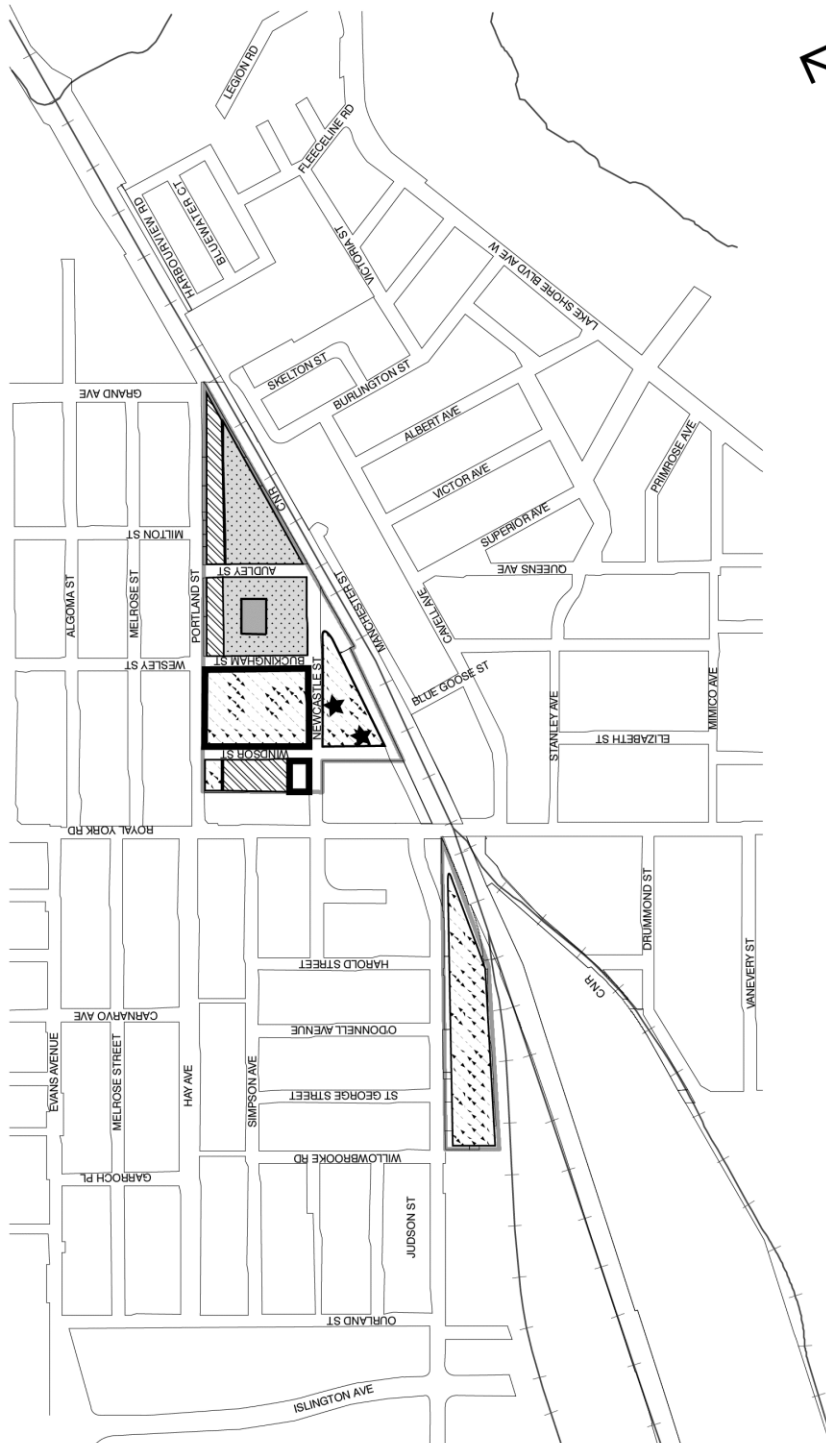 LEGION RD
FLEECELINE RD
HARBOURVIEW RD
BLUEWATER CT
VICTORIA ST
LAKE SHORE BLVD AVE W
SKELTON ST
BURLINGTON ST
GRAND AVE
ALBERT AVE
VICTOR AVE
PRIMROSE AVE
SUPERIOR AVE
CNR
MILTON ST
AUDLEY ST
QUEENS AVE
ALGOMA ST
MELROSE ST
PORTLAND ST
MANCHESTER ST
CAVELL AVE
WESLEY ST
BUCKINGHAM ST
NEWCASTLE ST
BLUE GOOSE ST
STANLEY AVE
MIMICO AVE
ELIZABETH ST
WINDSOR ST
ROYAL YORK RD
DRUMMOND ST
HAROLD STREET
CNR
VANEVERY ST
CARNARVO AVE
O'DONNELL AVENUE
EVANS AVENUE
MELROSE STREET
HAY AVE
SIMPSON AVE
ST GEORGE STREET
WILLOWBROOKE RD
GARROCH PL
JUDSON ST
OURLAND ST
ISLINGTON AVE